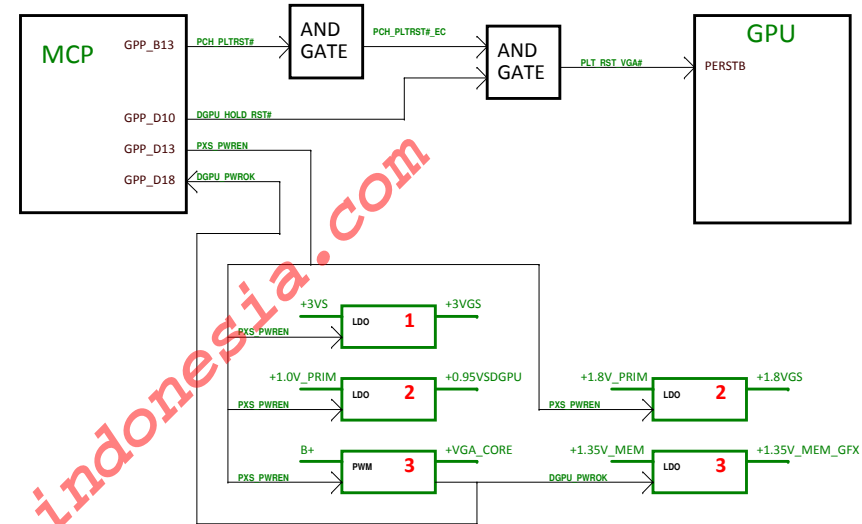 MCP
GPP_B13
PCH_PLTRST#
AND
GATE
PCH_PLTRST#_EC
AND
GATE
PLT_RST_VGA#
GPU
PERSTB
GPP_D10
DGPU_HOLD_RST#
GPP_D13
PXS_PWREN
GPP_D18
DGPU_PWROK
indonesia.com
+3VS
LDO
1
+3VGS
PXS_PWREN
+1.0V_PRIM
LDO
2
+0.95VSDGPU
PXS_PWREN
+1.8V_PRIM
LDO
2
+1.8VGS
PXS_PWREN
B+
PWM
3
+VGA_CORE
PXS_PWREN
+1.35V_MEM
LDO
3
+1.35V_MEM_GFX
DGPU_PWROK